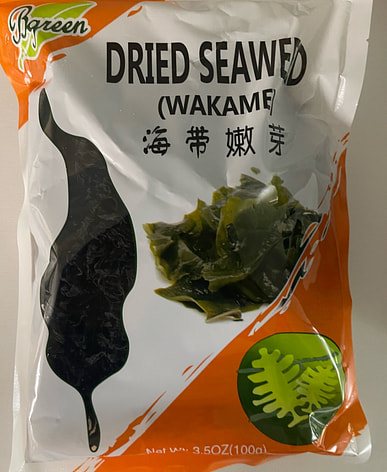 Bgreen
DRIED SEAWEED
(WAKAME)
海带嫩芽
Net Wt: 3.5OZ(100g)